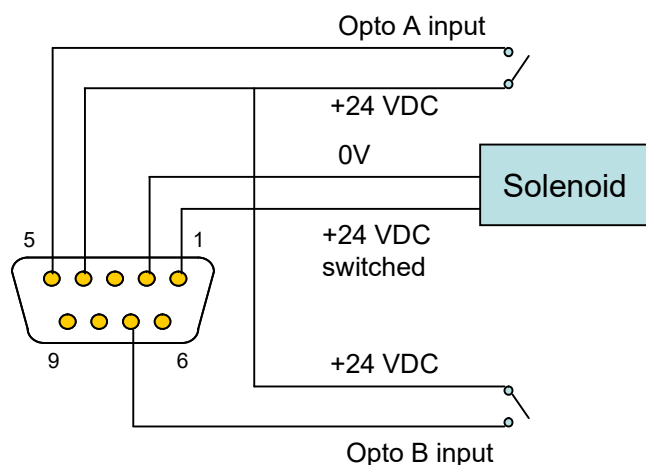 Opto A input
+24 VDC
0V
Solenoid
+24 VDC
switched
5
1
9
6
+24 VDC
Opto B input